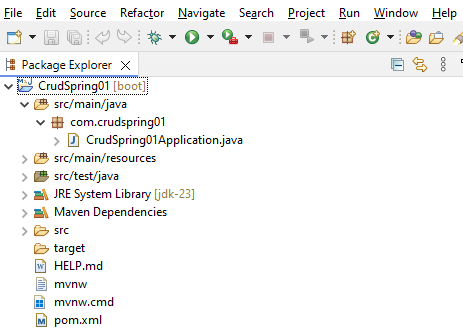 File Edit Source Refactor Navigate Search Project Run Window Help
Package Explorer
CrudSpring01 [boot]
src/main/java
com.crudspring01
CrudSpring01Application.java
src/main/resources
src/test/java
JRE System Library [jdk-23]
Maven Dependencies
src
target
HELP.md
mvnw
mvnw.cmd
pom.xml